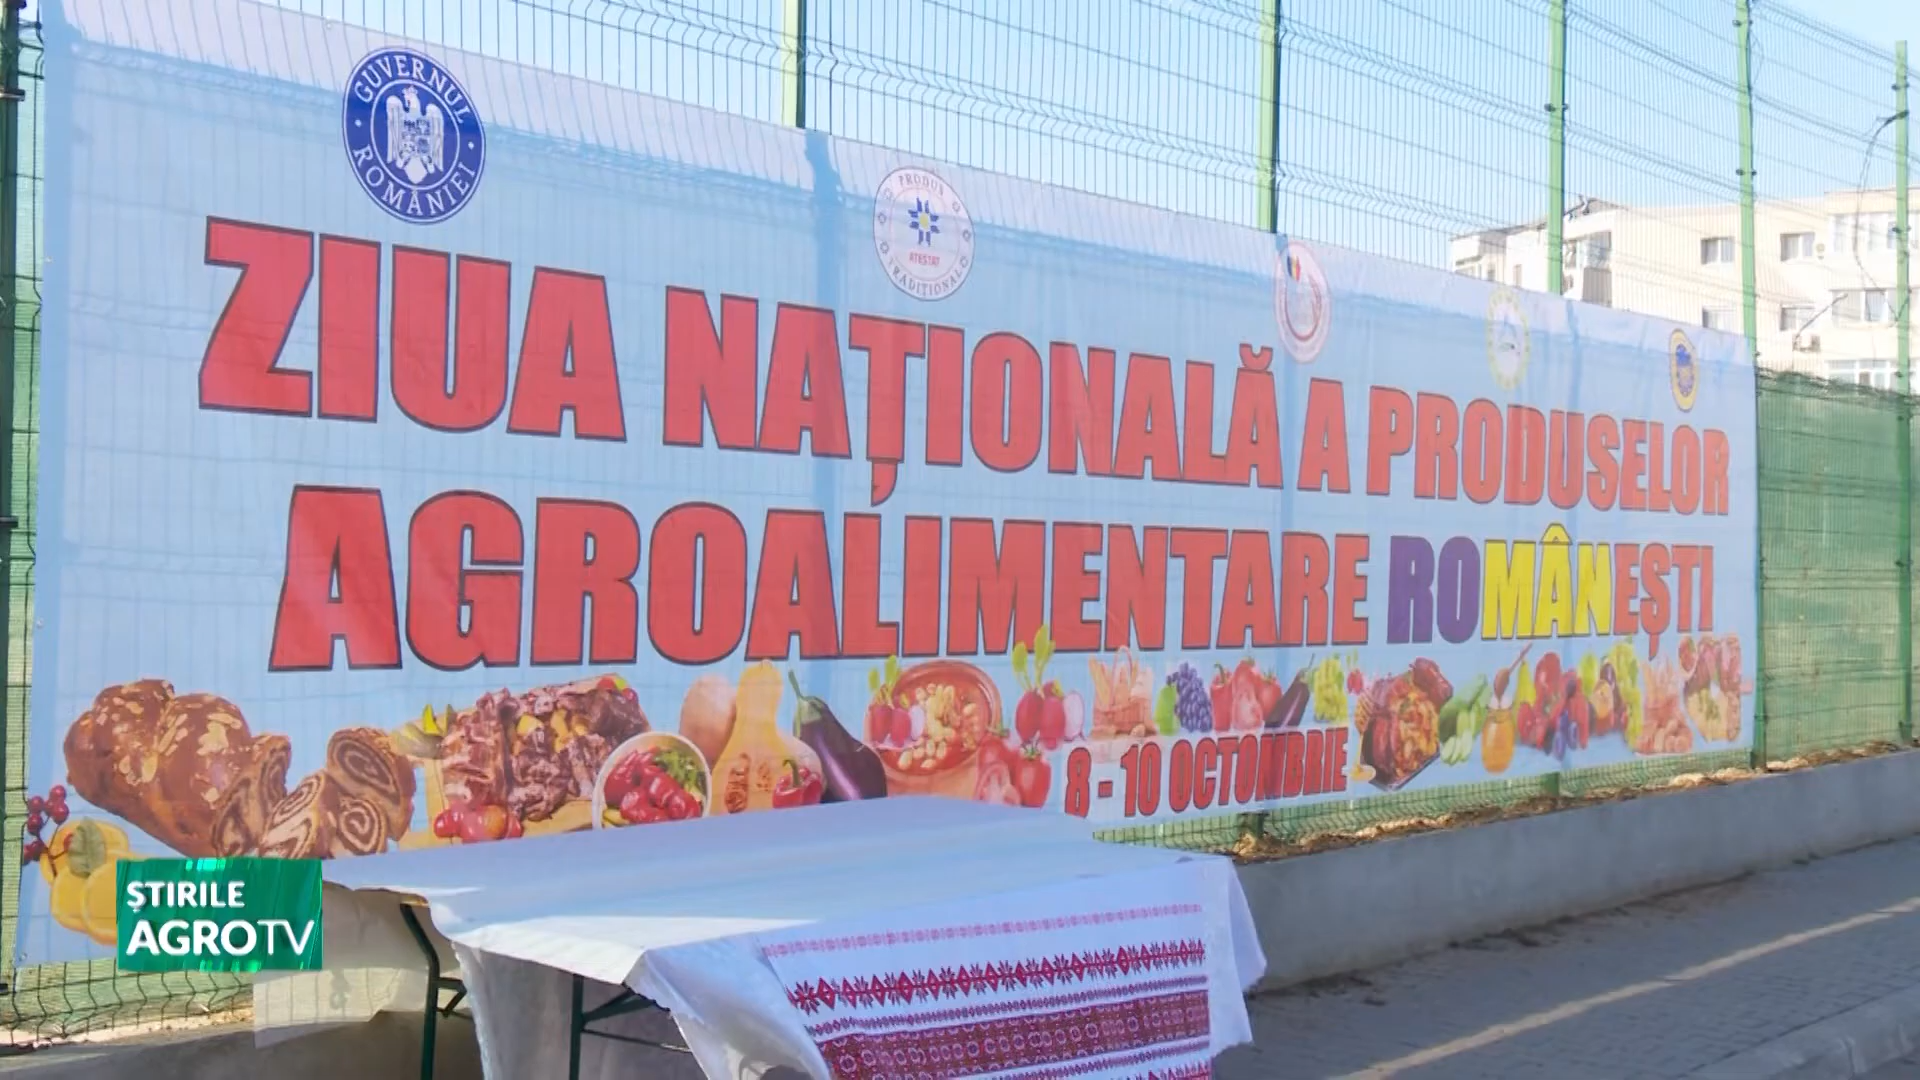 GUVERNUL ROMÂNIEI
PRODUS TRADIȚIONAL
ATESTAT
ZIUA NAȚIONALĂ A PRODUSELOR
AGROALIMENTARE ROMÂNEȘTI
8 - 10 OCTOMBRIE
ȘTIRILE
AGROTV